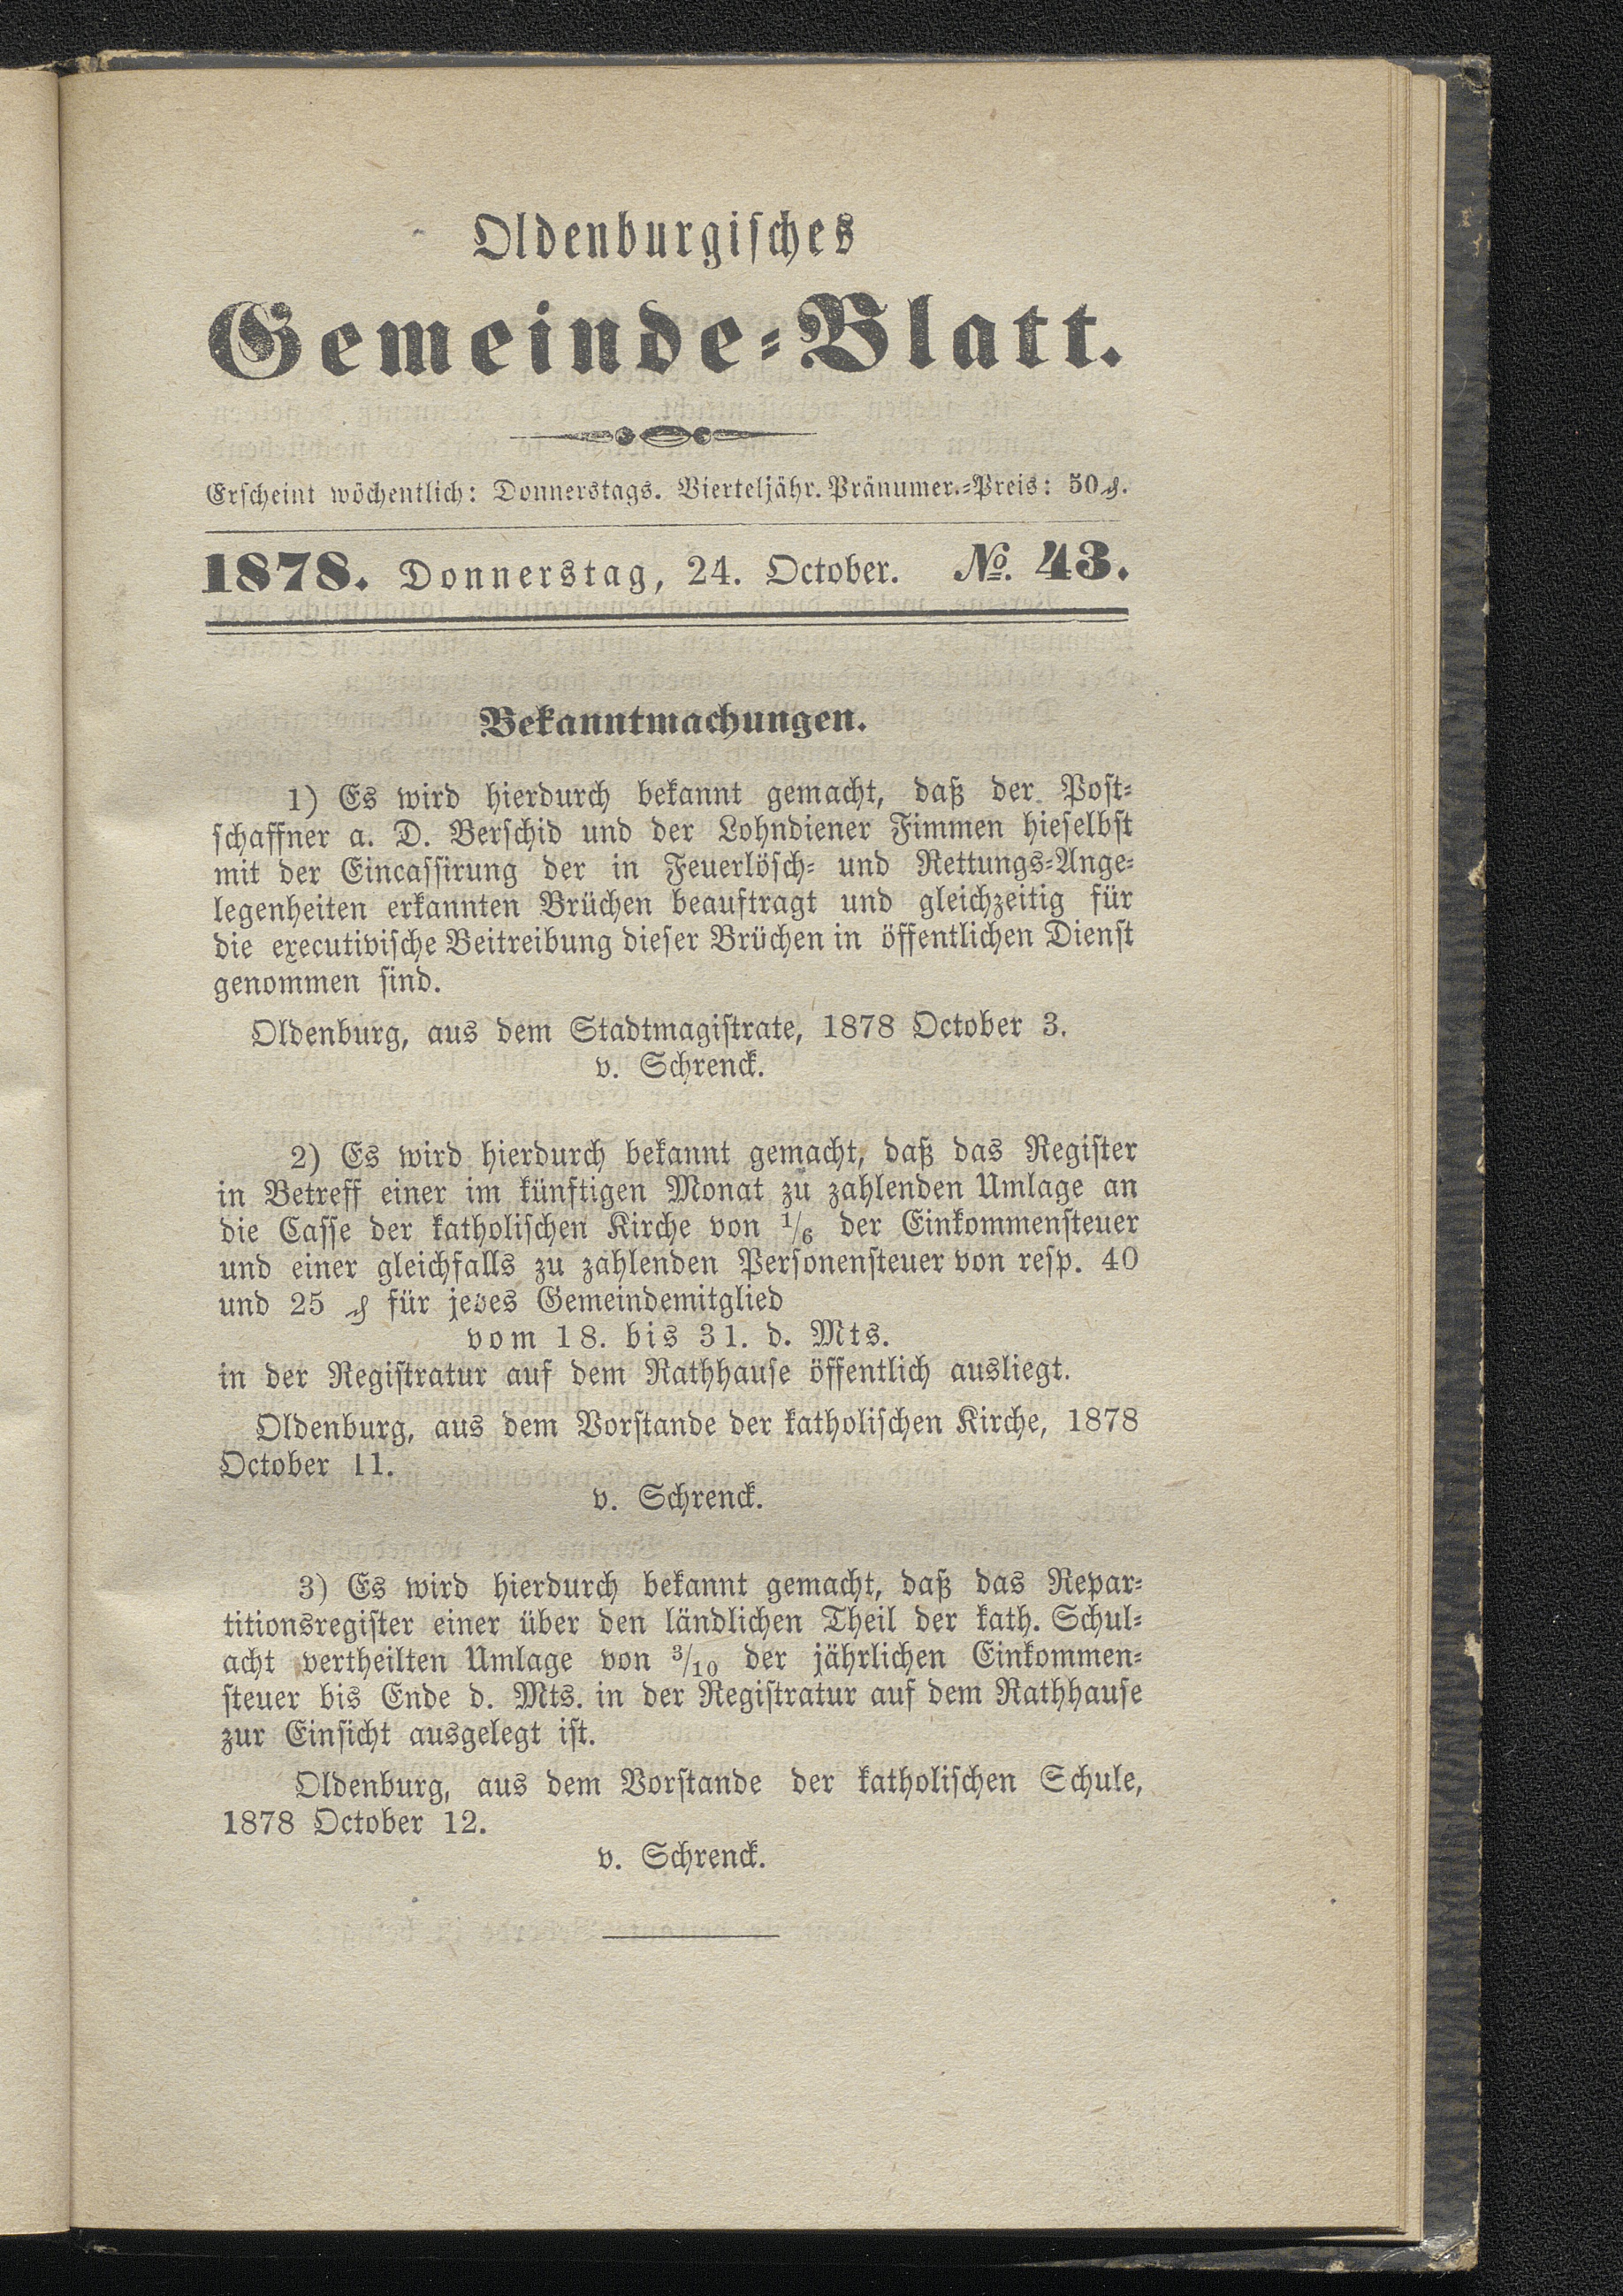 Oldenburgisches
Gemeinde-Blatt.
Erscheint wöchentlich: Donnerstags. Vierteljähr. Pränumer.-Preis: 50 ₰.
1878. Donnerstag, 24. October. No. 43.
Bekanntmachungen.
1) Es wird hierdurch bekannt gemacht, daß der Post-
schaffner a. D. Berschid und der Lohndiener Fimmen hieselbst
mit der Eincassirung der in Feuerlösch- und Rettungs-Ange-
legenheiten erkannten Brüchen beauftragt und gleichzeitig für
die executivische Beitreibung dieser Brüchen in öffentlichen Dienst
genommen sind.
Oldenburg, aus dem Stadtmagistrate, 1878 October 3.
v. Schrenck.
2) Es wird hierdurch bekannt gemacht, daß das Register
in Betreff einer im künftigen Monat zu zahlenden Umlage an
die Casse der katholischen Kirche von 1/6 der Einkommensteuer
und einer gleichfalls zu zahlenden Personensteuer von resp. 40
und 25 ₰ für jedes Gemeindemitglied
vom 18. bis 31. d. Mts.
in der Registratur auf dem Rathhause öffentlich ausliegt.
Oldenburg, aus dem Vorstande der katholischen Kirche, 1878
October 11.
v. Schrenck.
3) Es wird hierdurch bekannt gemacht, daß das Repar-
titionsregister einer über den ländlichen Theil der kath. Schul-
acht vertheilten Umlage von 3/10 der jährlichen Einkommen-
steuer bis Ende d. Mts. in der Registratur auf dem Rathhause
zur Einsicht ausgelegt ist.
Oldenburg, aus dem Vorstande der katholischen Schule,
1878 October 12.
v. Schrenck.